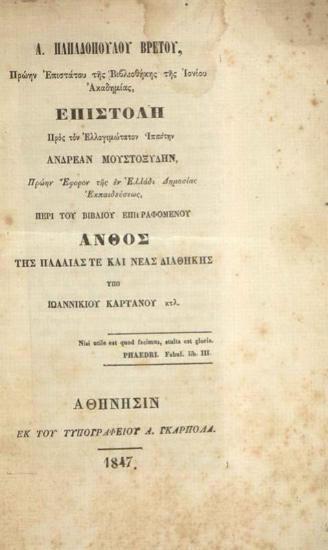 Α. ΠΑΠΑΔΟΠΟΥΛΟΥ ΒΡΕΤΟΥ,
Πρώην Ἐπιστάτου τῆς Βιβλιοθήκης τῆς Ἰονίου
Ἀκαδημίας,
ΕΠΙΣΤΟΛΗ
Πρὸς τὸν Ἐλλογιμώτατον Ἱππότην
ΑΝΔΡΕΑΝ ΜΟΥΣΤΟΞΥΔΗΝ,
Πρώην Ἔφορον τῆς ἐν Ἑλλάδι Δημοσίας
Ἐκπαιδεύσεως,
ΠΕΡΙ ΤΟΥ ΒΙΒΛΙΟΥ ΕΠΙΓΡΑΦΟΜΕΝΟΥ
ΑΝΘΟΣ
ΤΗΣ ΠΑΛΑΙΑΣ ΤΕ ΚΑΙ ΝΕΑΣ ΔΙΑΘΗΚΗΣ
ΥΠΟ
ΙΩΑΝΝΙΚΙΟΥ ΚΑΡΤΑΝΟΥ κτλ.
Nisi utile est quod facimus, stulta est gloria.
PHAEDRI. Fabul. lib. III.
ΑΘΗΝΗΣΙΝ
ΕΚ ΤΟΥ ΤΥΠΟΓΡΑΦΕΙΟΥ Α. ΓΚΑΡΠΟΛΑ.
1847.